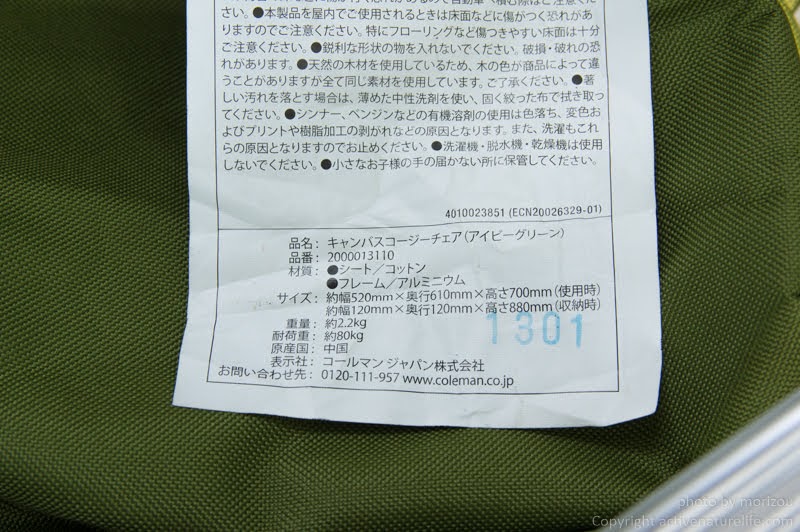 ださい。●本製品を屋内でご使用されるときは床面などに傷がつく恐れがあ
りますのでご注意ください。特にフローリングなど傷つきやすい床面は十分
ご注意ください。●鋭利な形状の物を入れないでください。破損・破れの恐
れがあります。●天然の木材を使用しているため、木の色が商品によって違
うことがありますが全て同じ素材を使用しています。ご了承ください。●著
しい汚れを落とす場合は、薄めた中性洗剤を使い、固く絞った布で拭き取っ
てください。●シンナー、ベンジンなどの有機溶剤の使用は色落ち、変色お
よびプリントや樹脂加工の剥がれなどの原因となります。また、洗濯もこれ
らの原因となりますのでお止めください。●洗濯機・脱水機・乾燥機は使用
しないでください。●小さなお子様の手の届かない所に保管してください。
4010023851 (ECN20026329-01)
品名: キャンバスコージーチェア(アイビーグリーン)
品番: 2000013110
材質: ●シート/コットン
●フレーム/アルミニウム
サイズ: 約幅520mm×奥行610mm×高さ700mm(使用時)
約幅120mm×奥行120mm×高さ880mm(収納時)
重量: 約2.2kg
耐荷重: 約80kg
1301
原産国: 中国
表示社: コールマン ジャパン株式会社
お問い合わせ先: 0120-111-957 www.coleman.co.jp
photo by morizou
Copyright activenaturelife.com